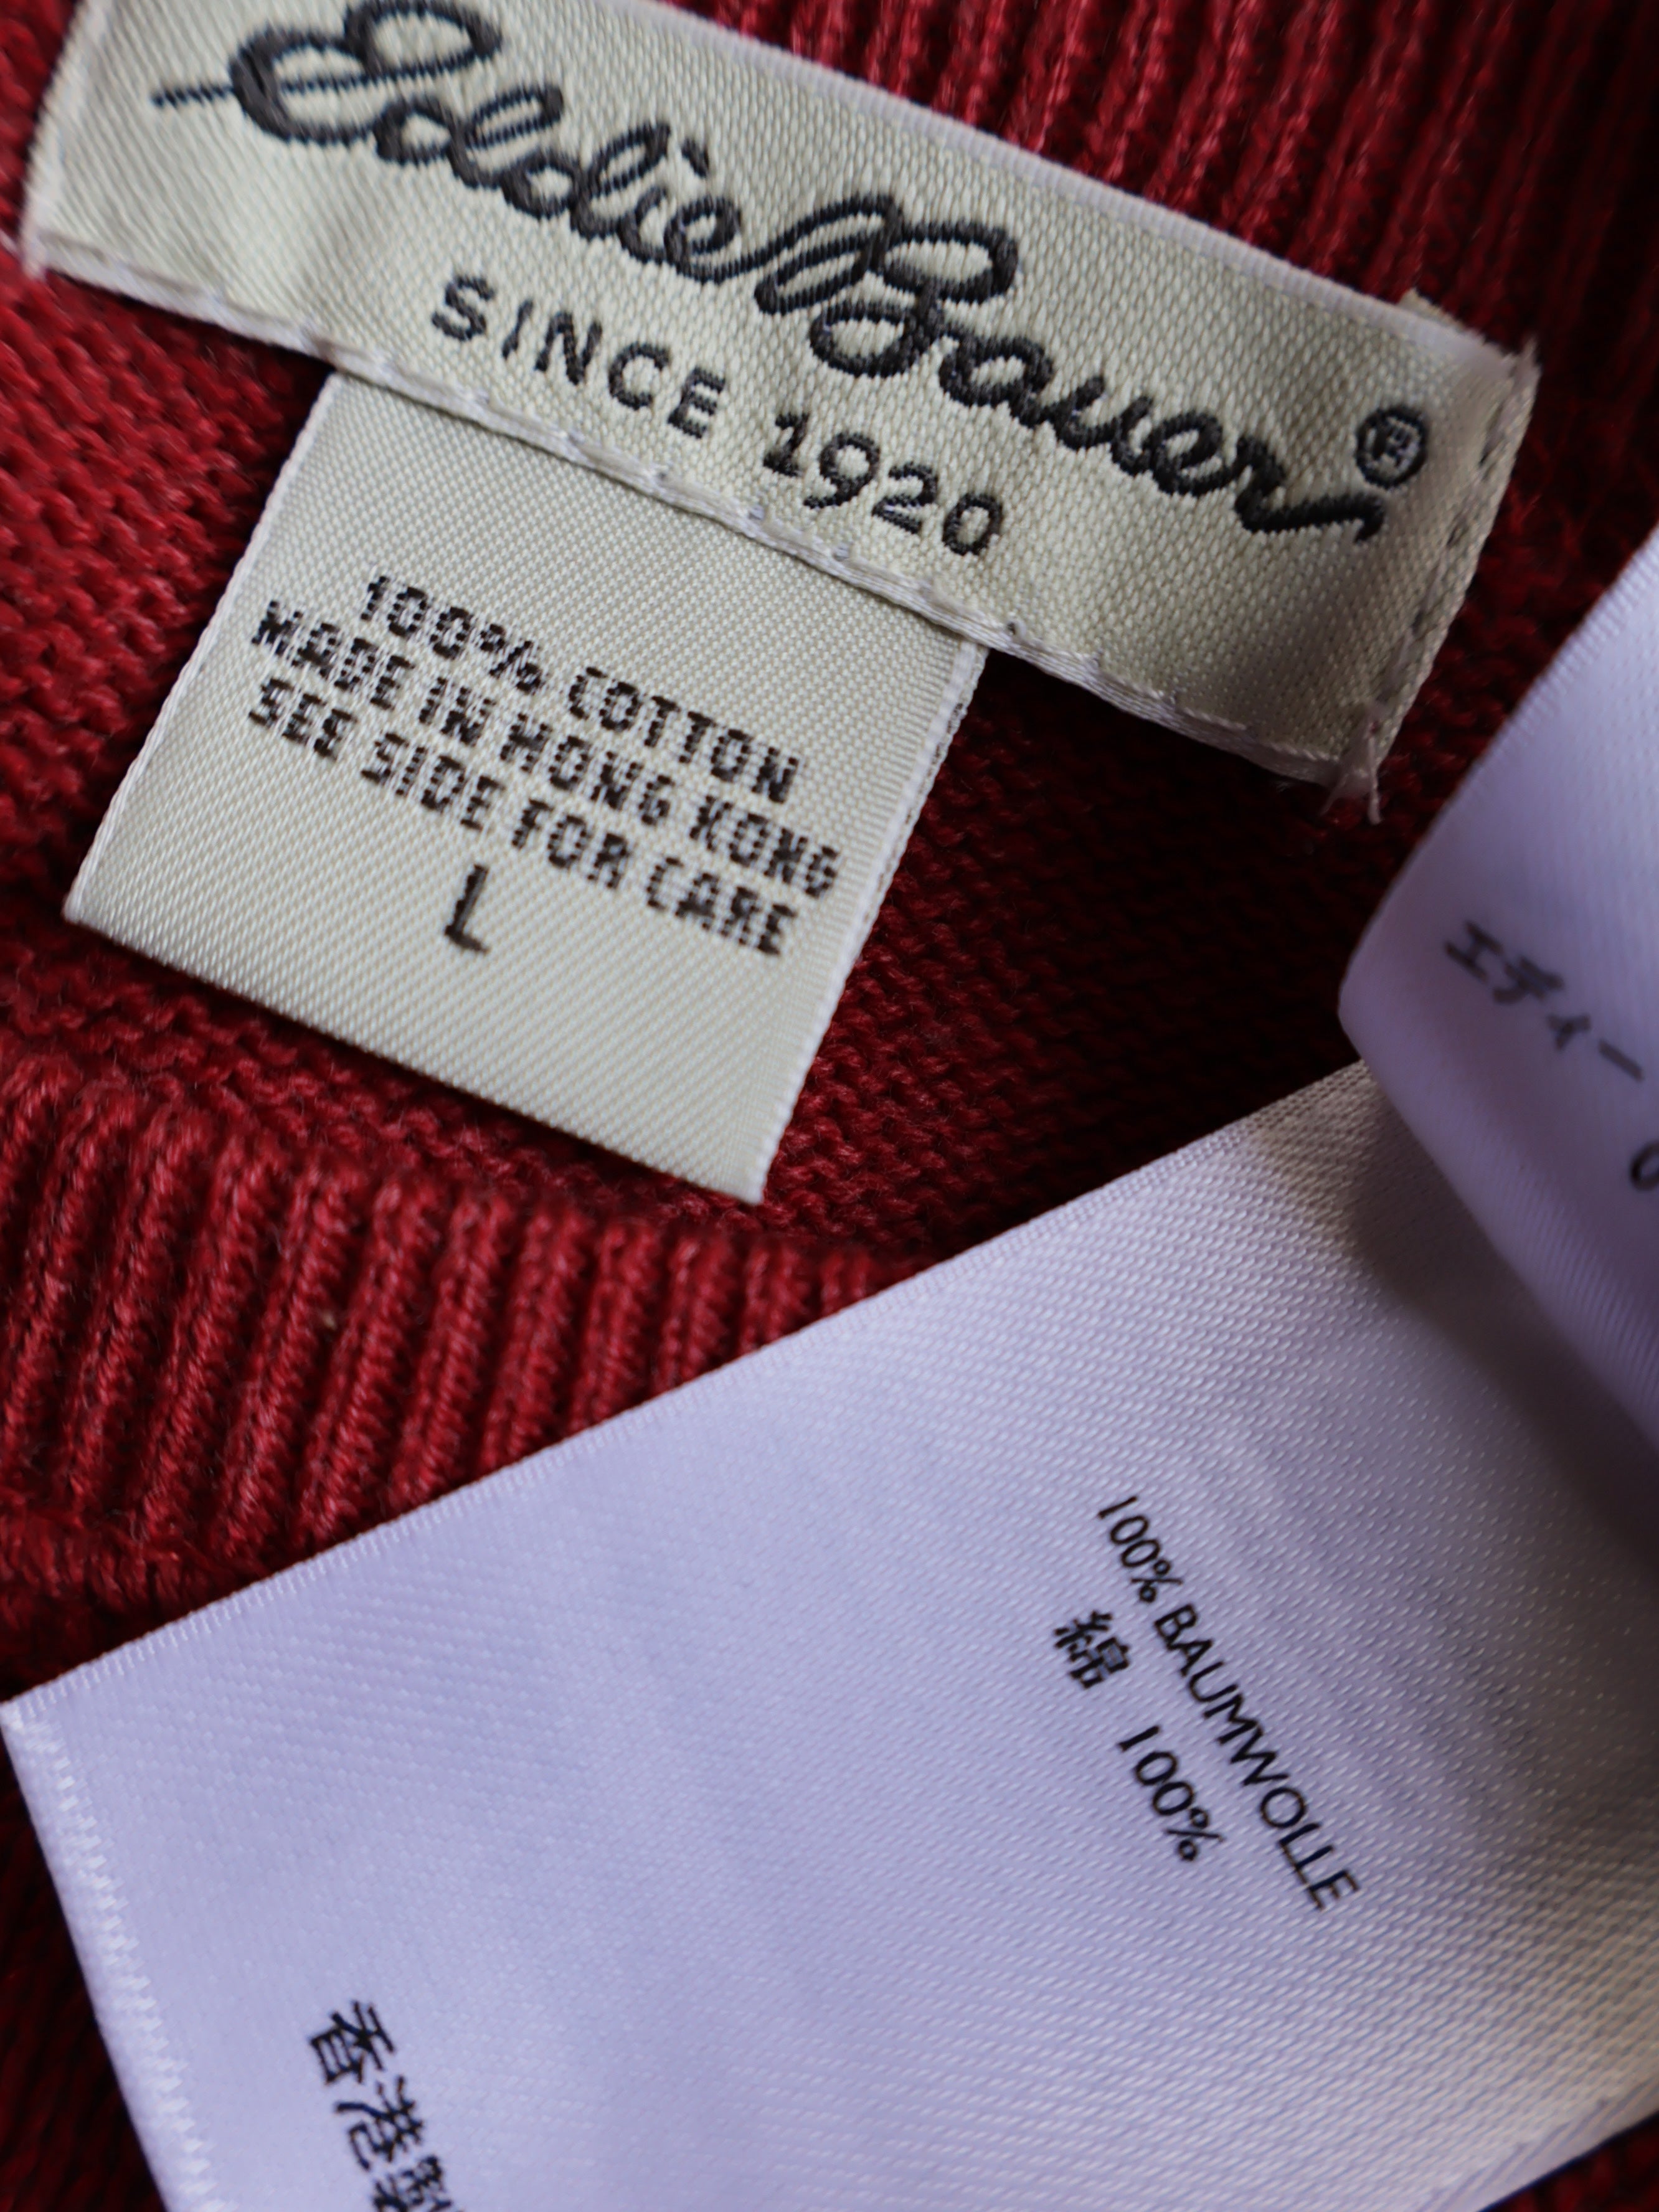 Eddie Bauer®
SINCE 1920
100% COTTON
MADE IN HONG KONG
SEE SIDE FOR CARE
L
エディー
100% BAUMWOLLE
綿 100%
香港製